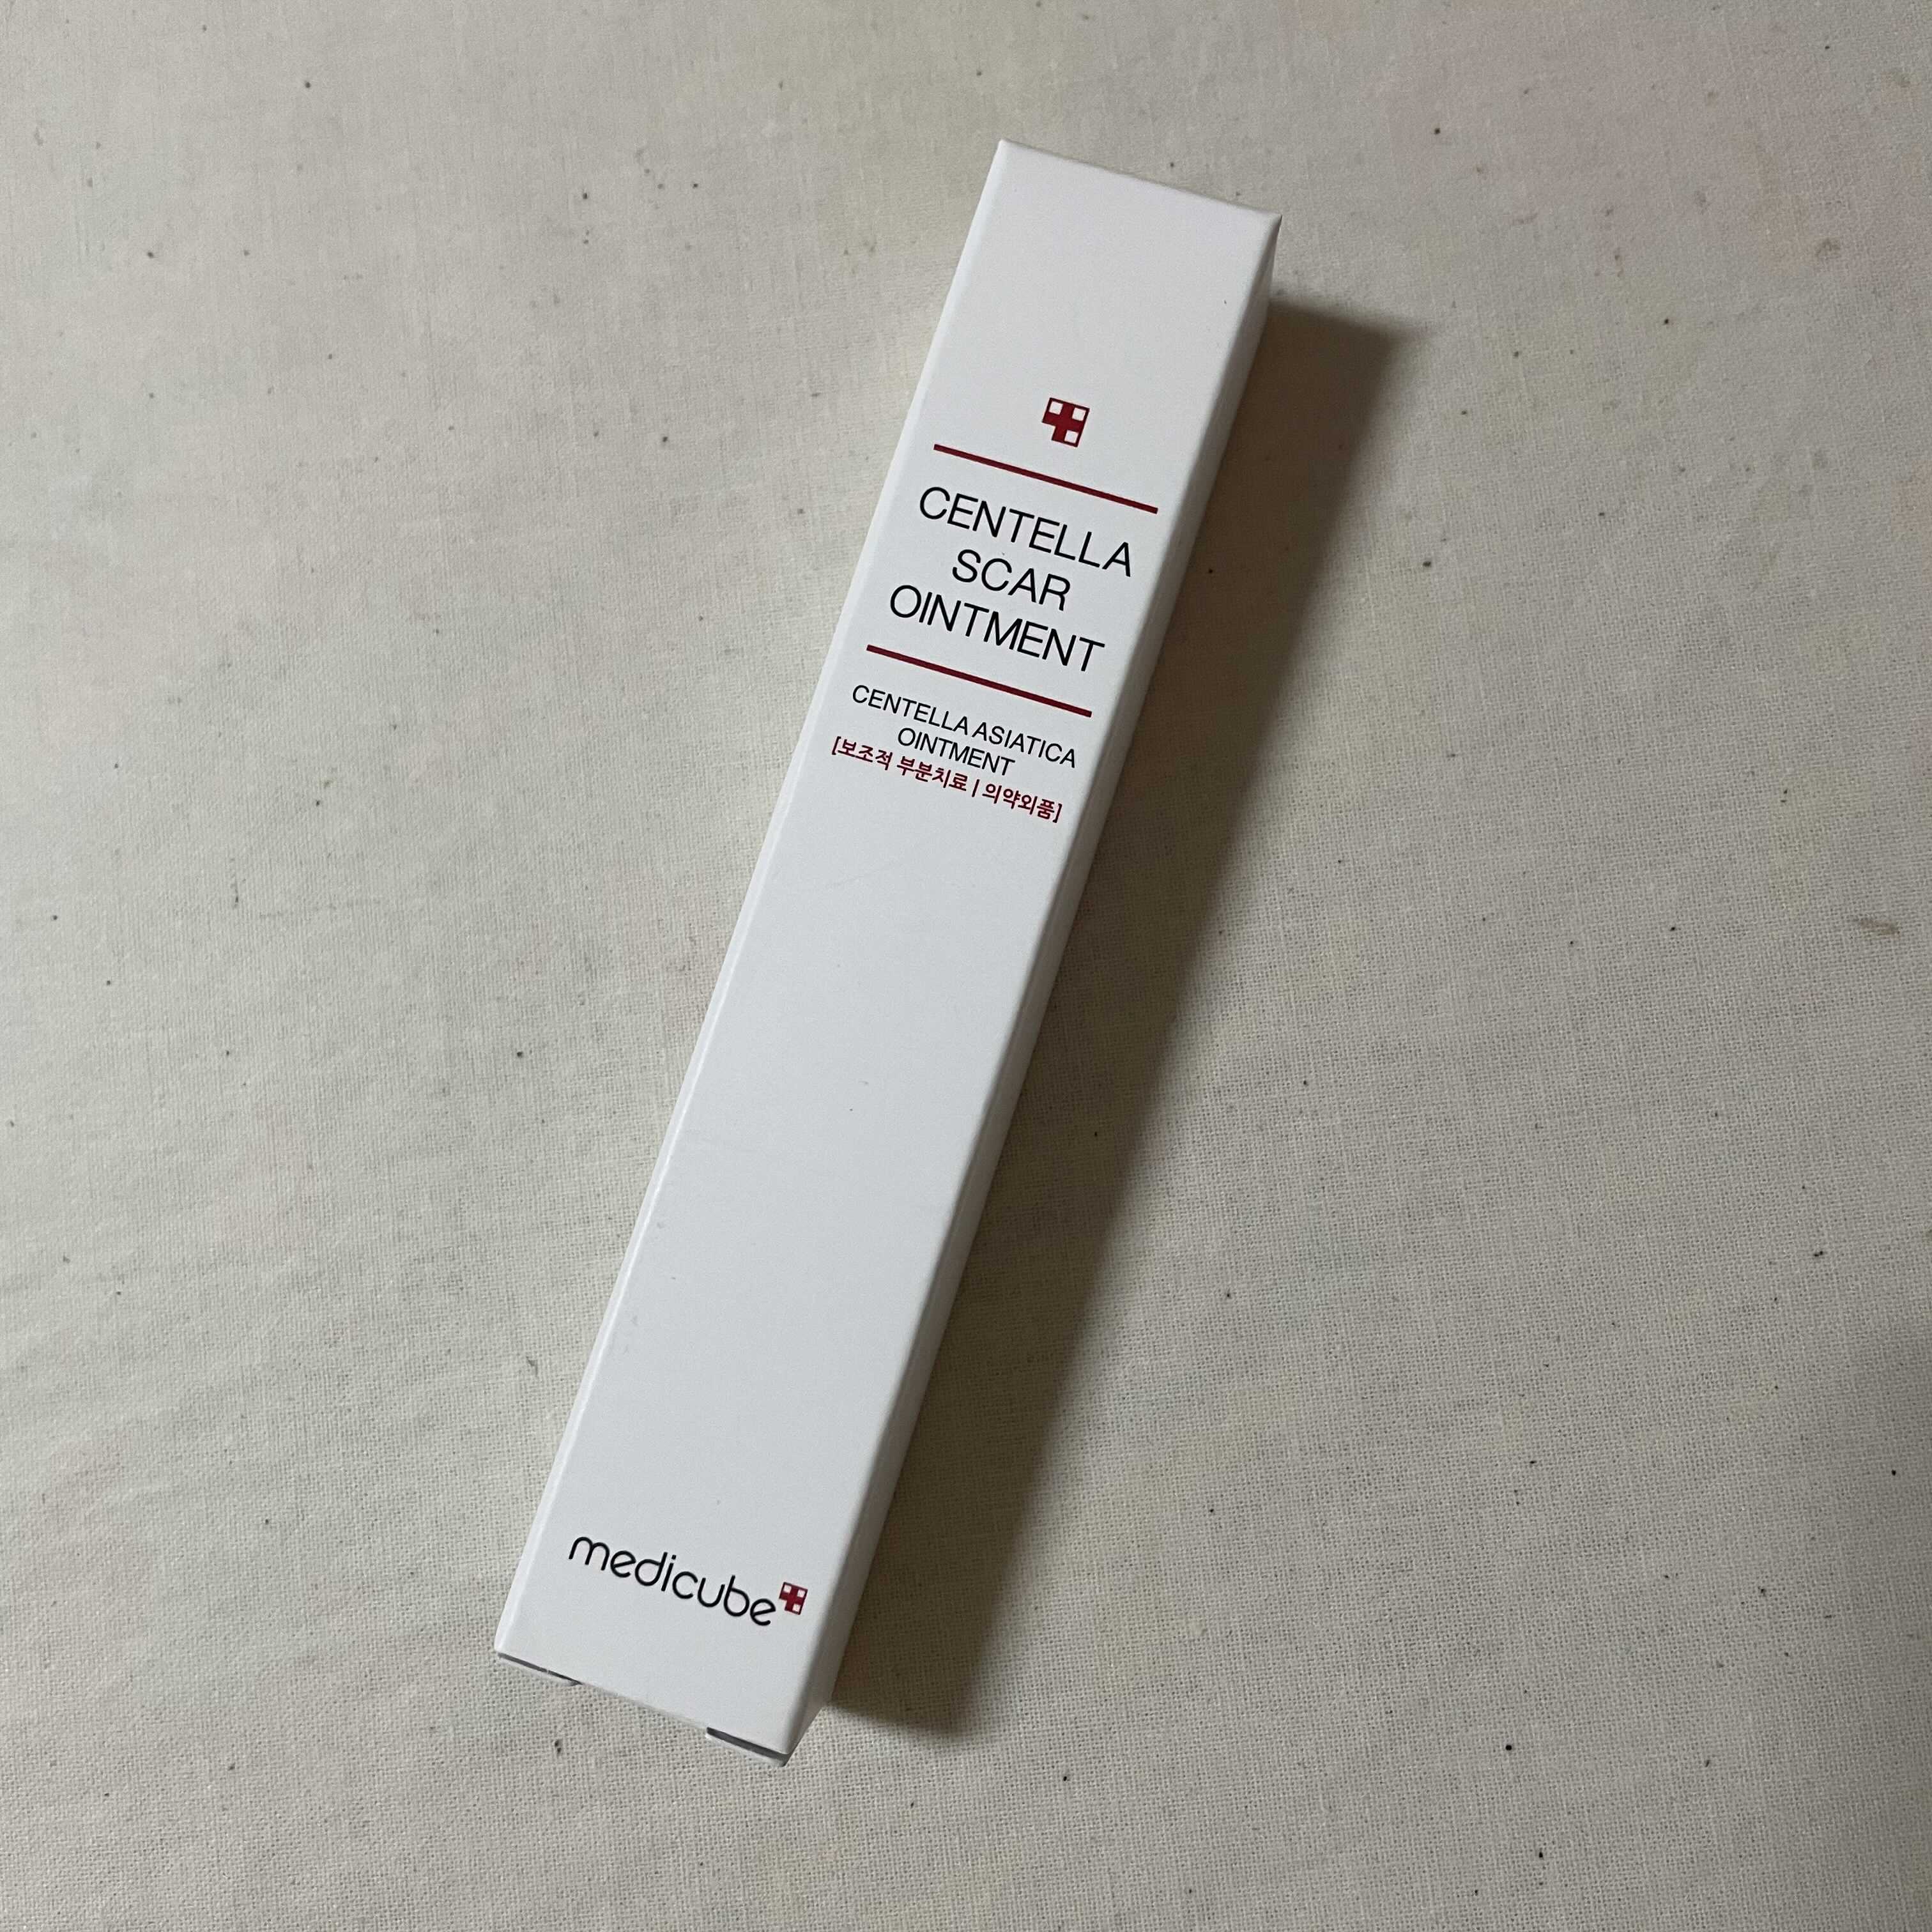 CENTELLA
SCAR
OINTMENT
CENTELLA ASIATICA
OINTMENT
[보조적 부분치료 | 의약외품]
medicube